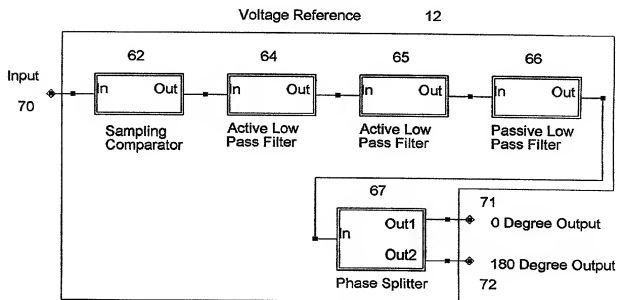 Voltage Reference 12
62 64 65 66
Input
70
In Out In Out In Out In Out
Sampling
Comparator
Active Low
Pass Filter
Active Low
Pass Filter
Passive Low
Pass Filter
67
In Out1
Out2
Phase Splitter
71
0 Degree Output
180 Degree Output
72